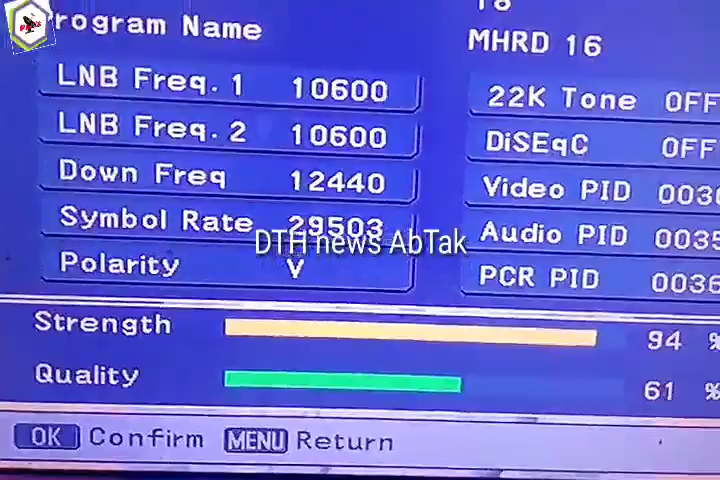 Program Name
MHRD 16
LNB Freq. 1 10600
22K Tone OFF
LNB Freq. 2 10600
DiSEqC OFF
Down Freq 12440
Video PID
Symbol Rate 29503
Audio PID
DTH news AbTak
Polarity V
PCR PID
Strength 94 %
Quality 61 %
OK Confirm MENU Return